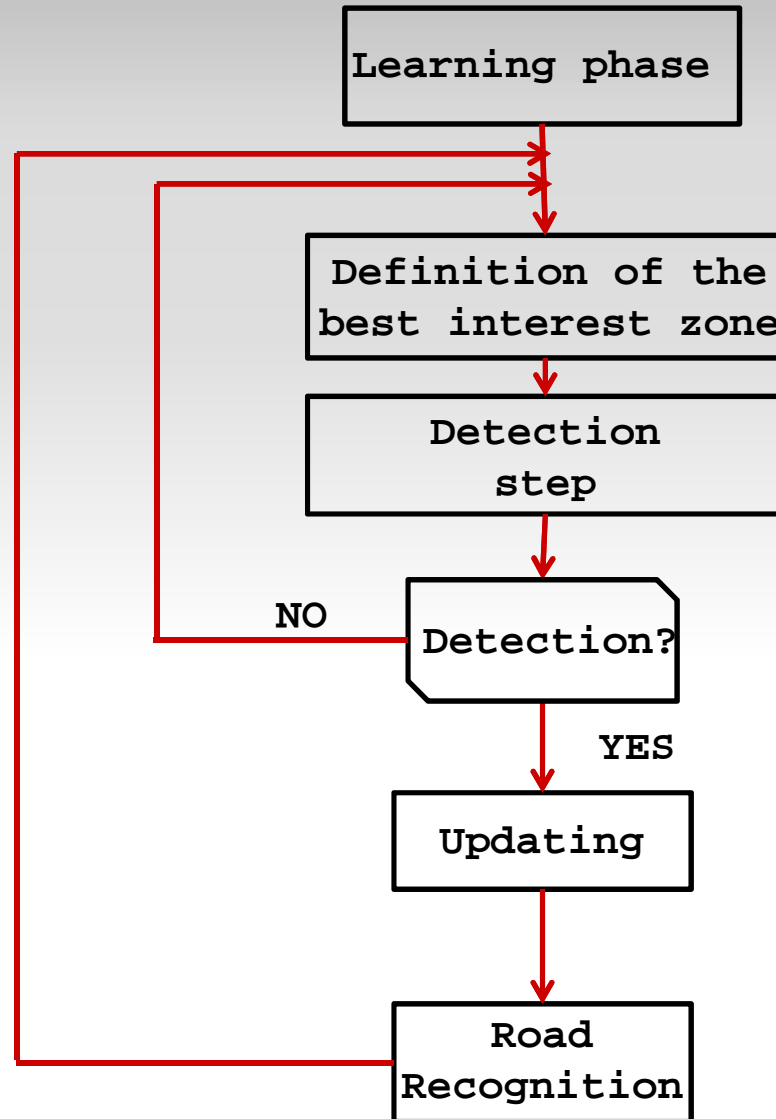 Learning phase
Definition of the
best interest zone
Detection
step
NO
Detection?
YES
Updating
Road
Recognition